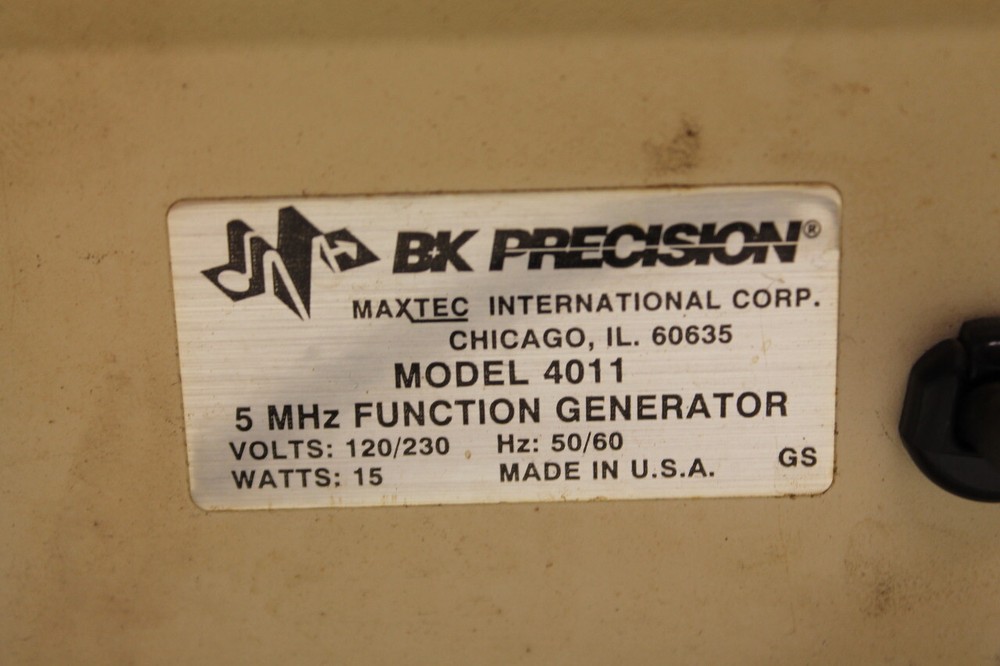 B+K PRECISION®
MAXTEC INTERNATIONAL CORP.
CHICAGO, IL. 60635
MODEL 4011
5 MHz FUNCTION GENERATOR
VOLTS: 120/230 Hz: 50/60
WATTS: 15 MADE IN U.S.A. GS